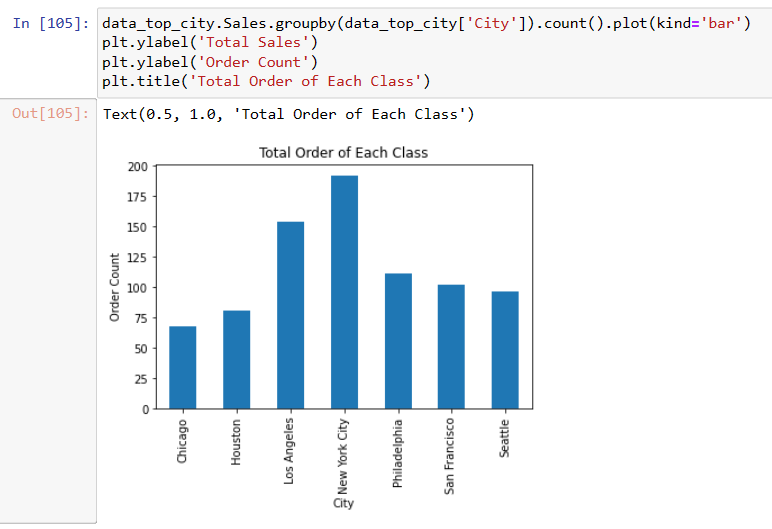 In [105]: data_top_city.Sales.groupby(data_top_city['City']).count().plot(kind='bar')
plt.ylabel('Total Sales')
plt.ylabel('Order Count')
plt.title('Total Order of Each Class')
Out[105]: Text(0.5, 1.0, 'Total Order of Each Class')
Total Order of Each Class
200
175
150
125
100
75
50
25
0
Order Count
Chicago
Houston
Los Angeles
New York City
Philadelphia
San Francisco
Seattle
City